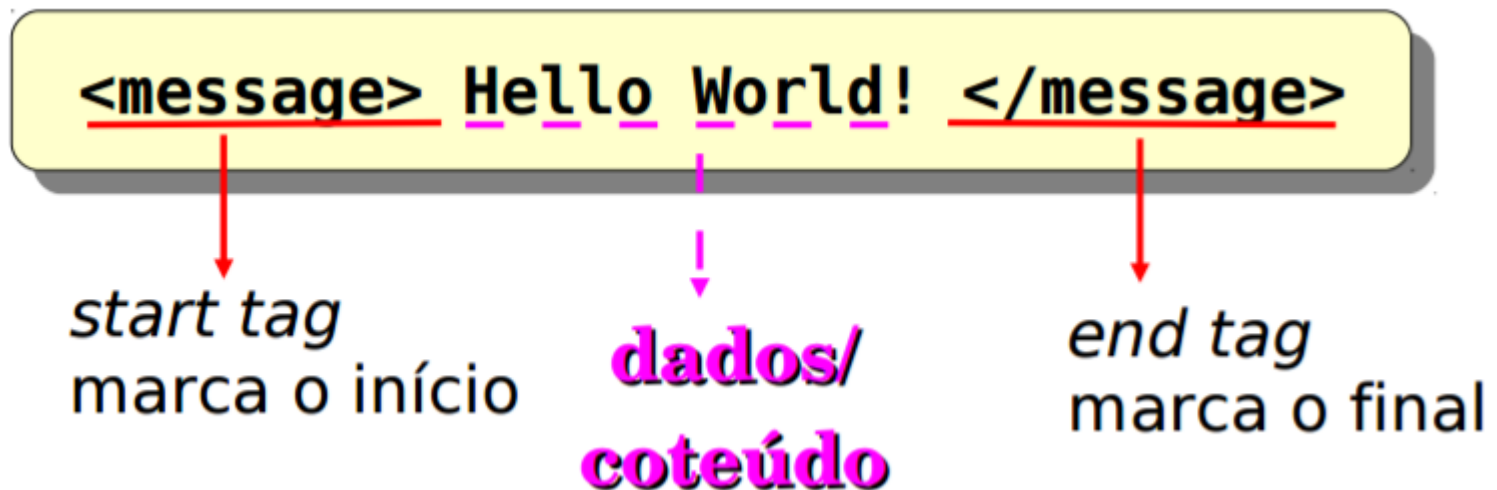 <message> Hello World! </message>
start tag
marca o início
dados/
coteúdo
end tag
marca o final